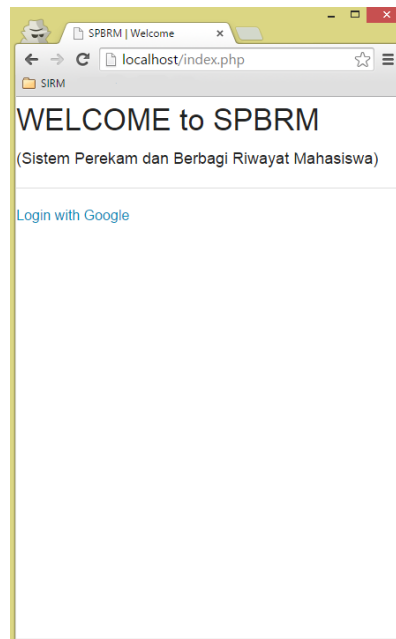 SPBRM | Welcome
localhost/index.php
SIRM
WELCOME to SPBRM
(Sistem Perekam dan Berbagi Riwayat Mahasiswa)
Login with Google